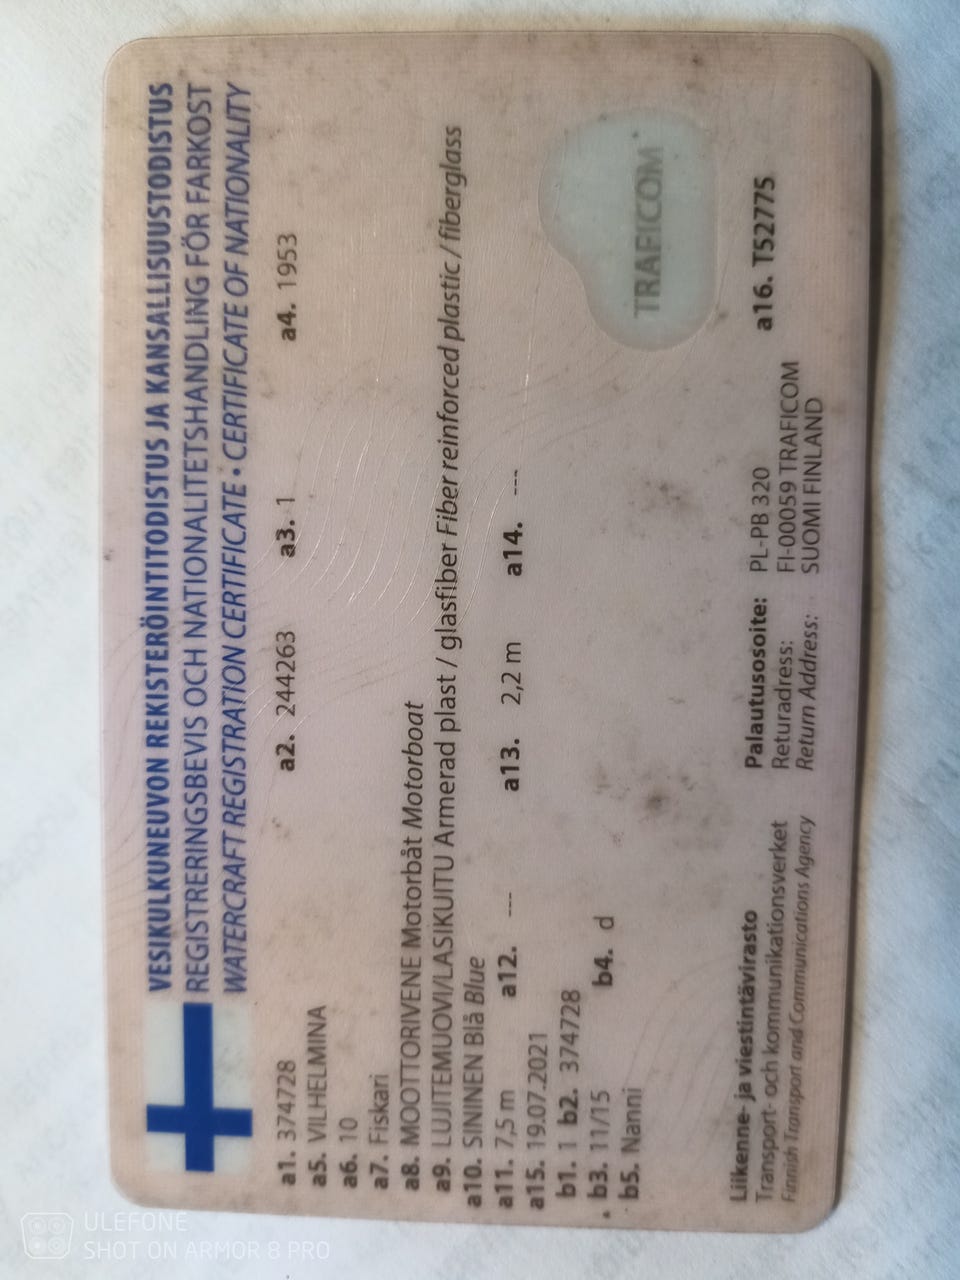 VESIKULKUNEUVON REKISTERÖINTITODISTUS JA KANSALLISUUSTODISTUS
REGISTRERINGSBEVIS OCH NATIONALITETSHANDLING FÖR FARKOST
WATERCRAFT REGISTRATION CERTIFICATE • CERTIFICATE OF NATIONALITY
a1. 374728 a2. 244263 a3. 1 a4. 1953
a5. VILHELMINA
a6. 10
a7. Fiskari
a8. MOOTTORIVENE Motorbåt Motorboat
a9. LUJITEMUOVI/LASIKUITU Armerad plast / glasfiber Fiber reinforced plastic / fiberglass
a10. SININEN Blå Blue
a11. 7,5 m a12. --- a13. 2,2 m a14. ---
a15. 19.07.2021
b1. 1 b2. 374728
b3. 11/15 b4. d
b5. Nanni
TRAFICOM
Liikenne- ja viestintävirasto
Transport- och kommunikationsverket
Finnish Transport and Communications Agency
Palautusosoite: PL-PB 320
Returadress: FI-00059 TRAFICOM
Return Address: SUOMI FINLAND
a16. T52775
ULEFONE
SHOT ON ARMOR 8 PRO